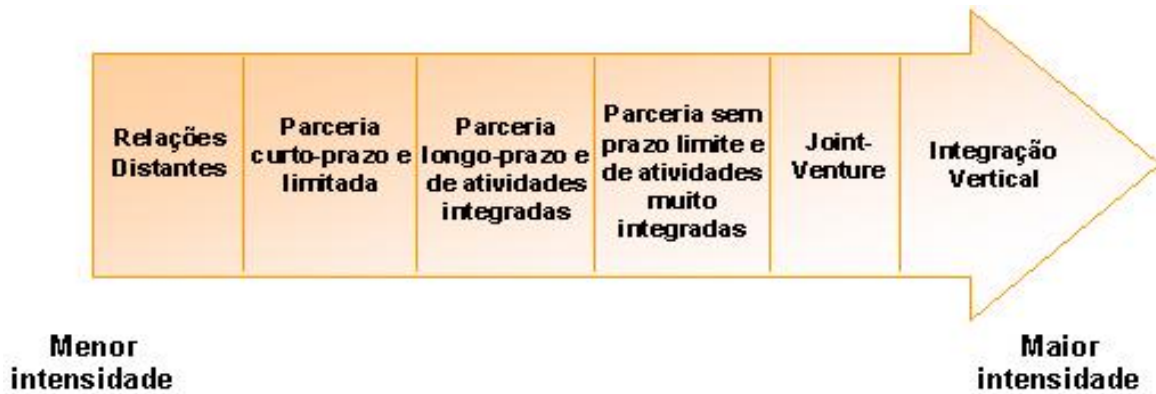 Relações
Distantes
Parceria
curto-prazo e
limitada
Parceria
longo-prazo e
de atividades
integradas
Parceria sem
prazo limite e
de atividades
muito
integradas
Joint-
Venture
Integração
Vertical
Menor
intensidade
Maior
intensidade